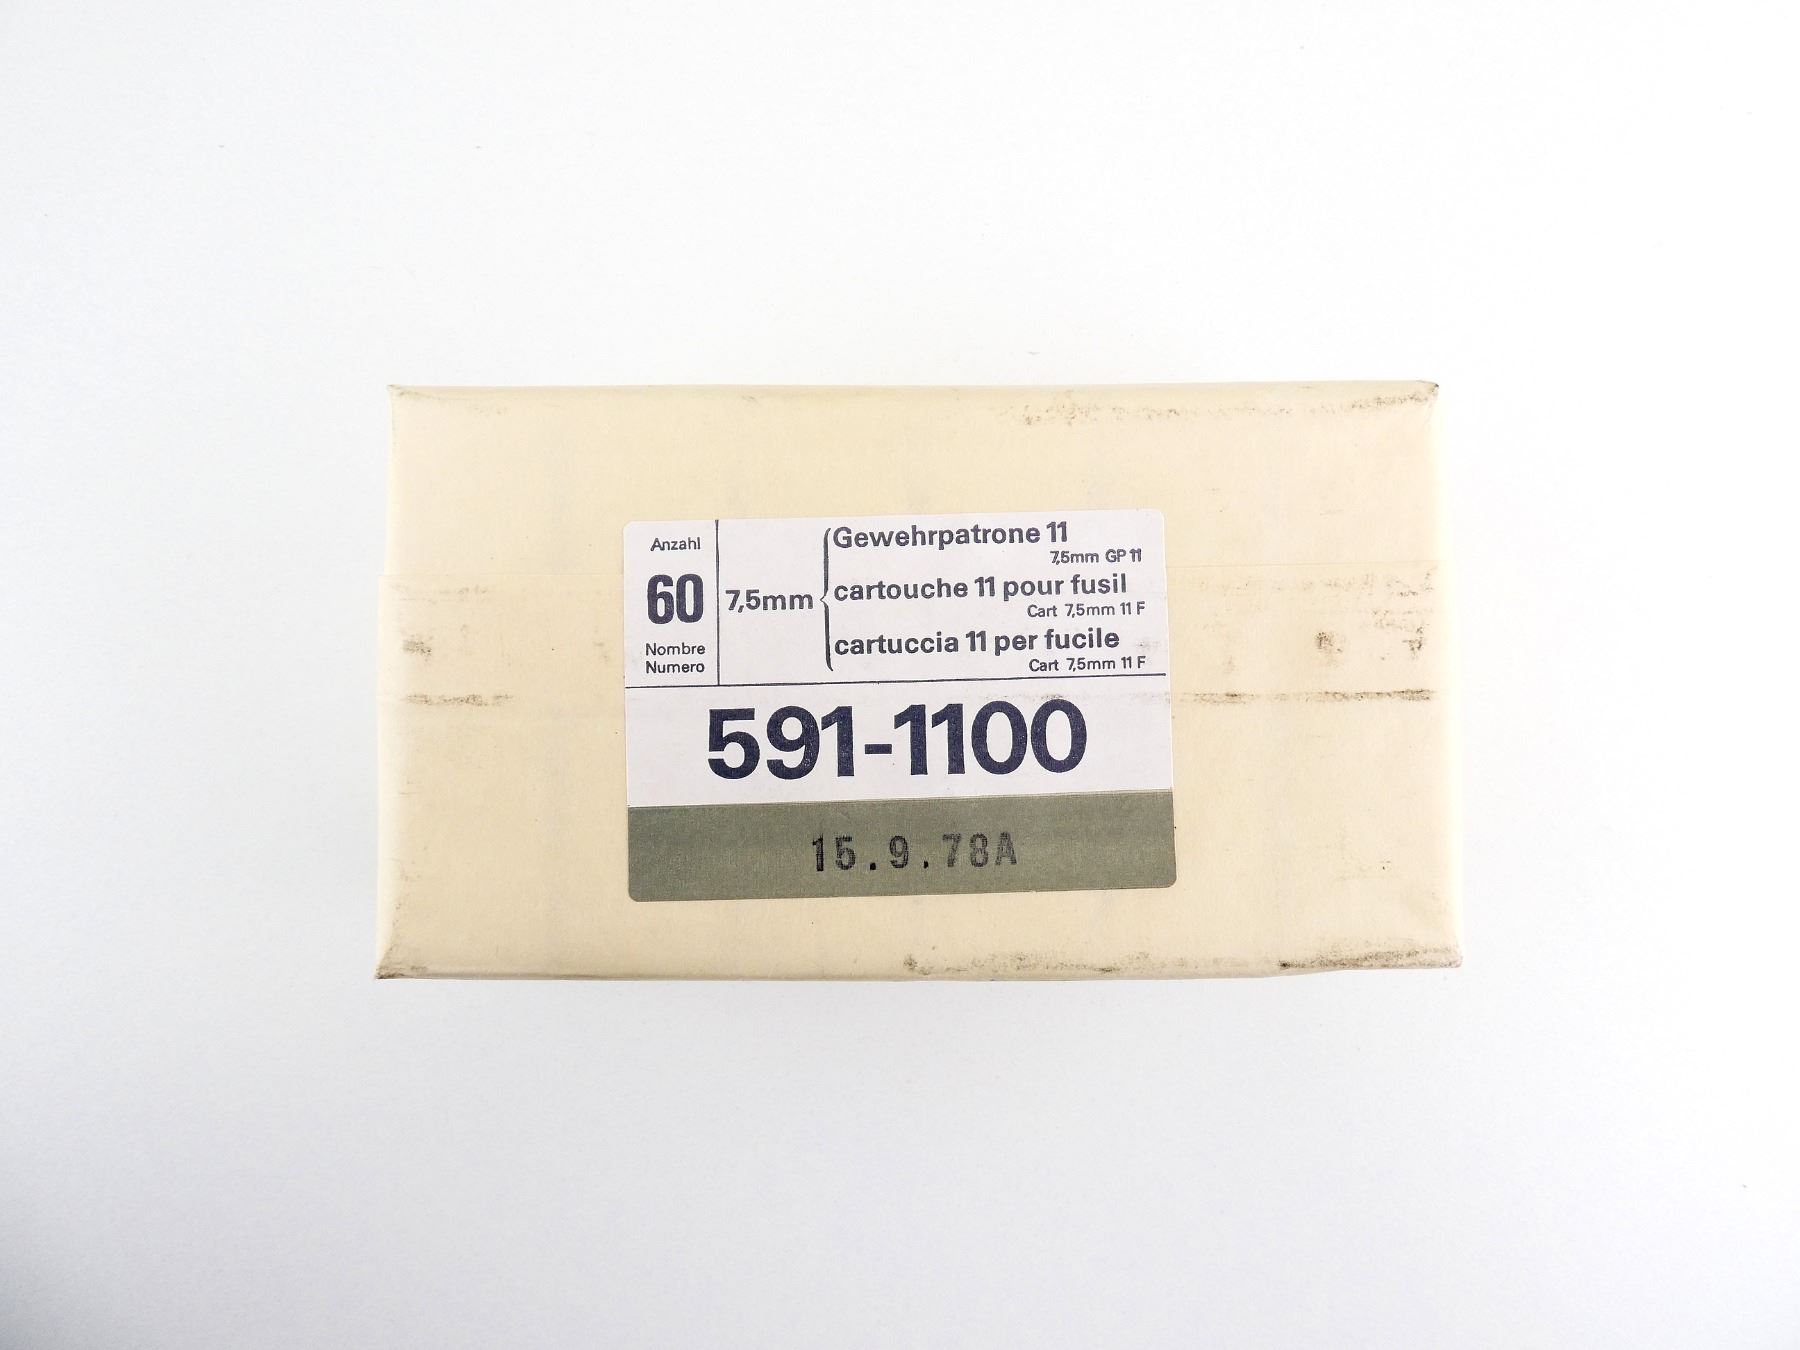 Anzahl
60
Nombre
Numero
7,5mm
Gewehrpatrone 11
7,5mm GP 11
cartouche 11 pour fusil
Cart 7,5mm 11 F
cartuccia 11 per fucile
Cart 7,5mm 11 F
591-1100
15.9.78A